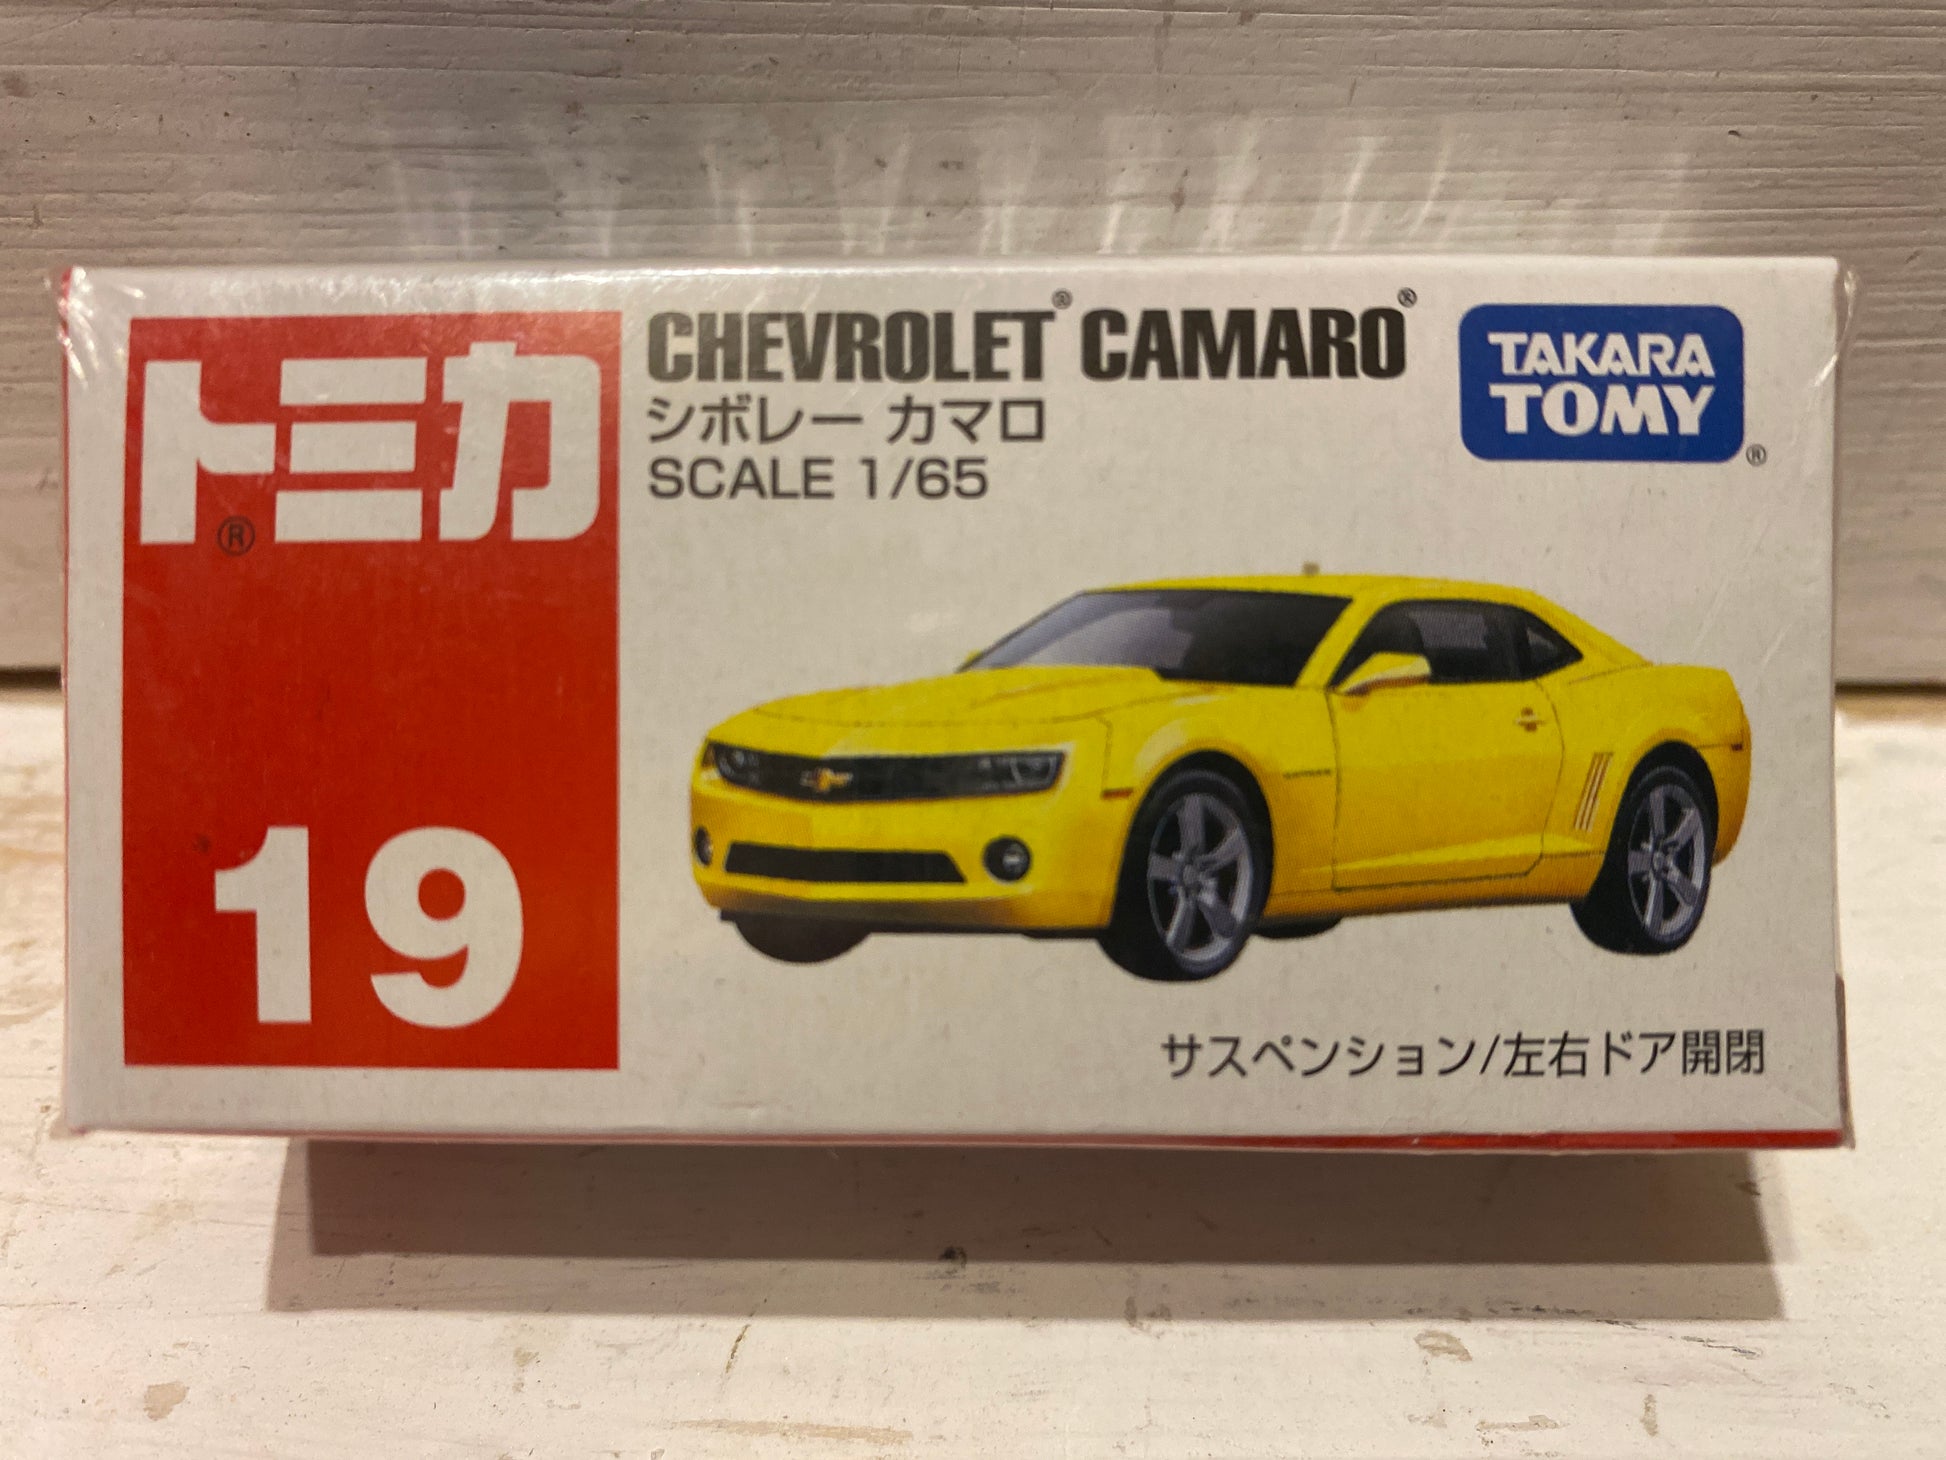 トミカ®
19
CHEVROLET® CAMARO®
シボレー カマロ
SCALE 1/65
TAKARA
TOMY®
サスペンション/左右ドア開閉